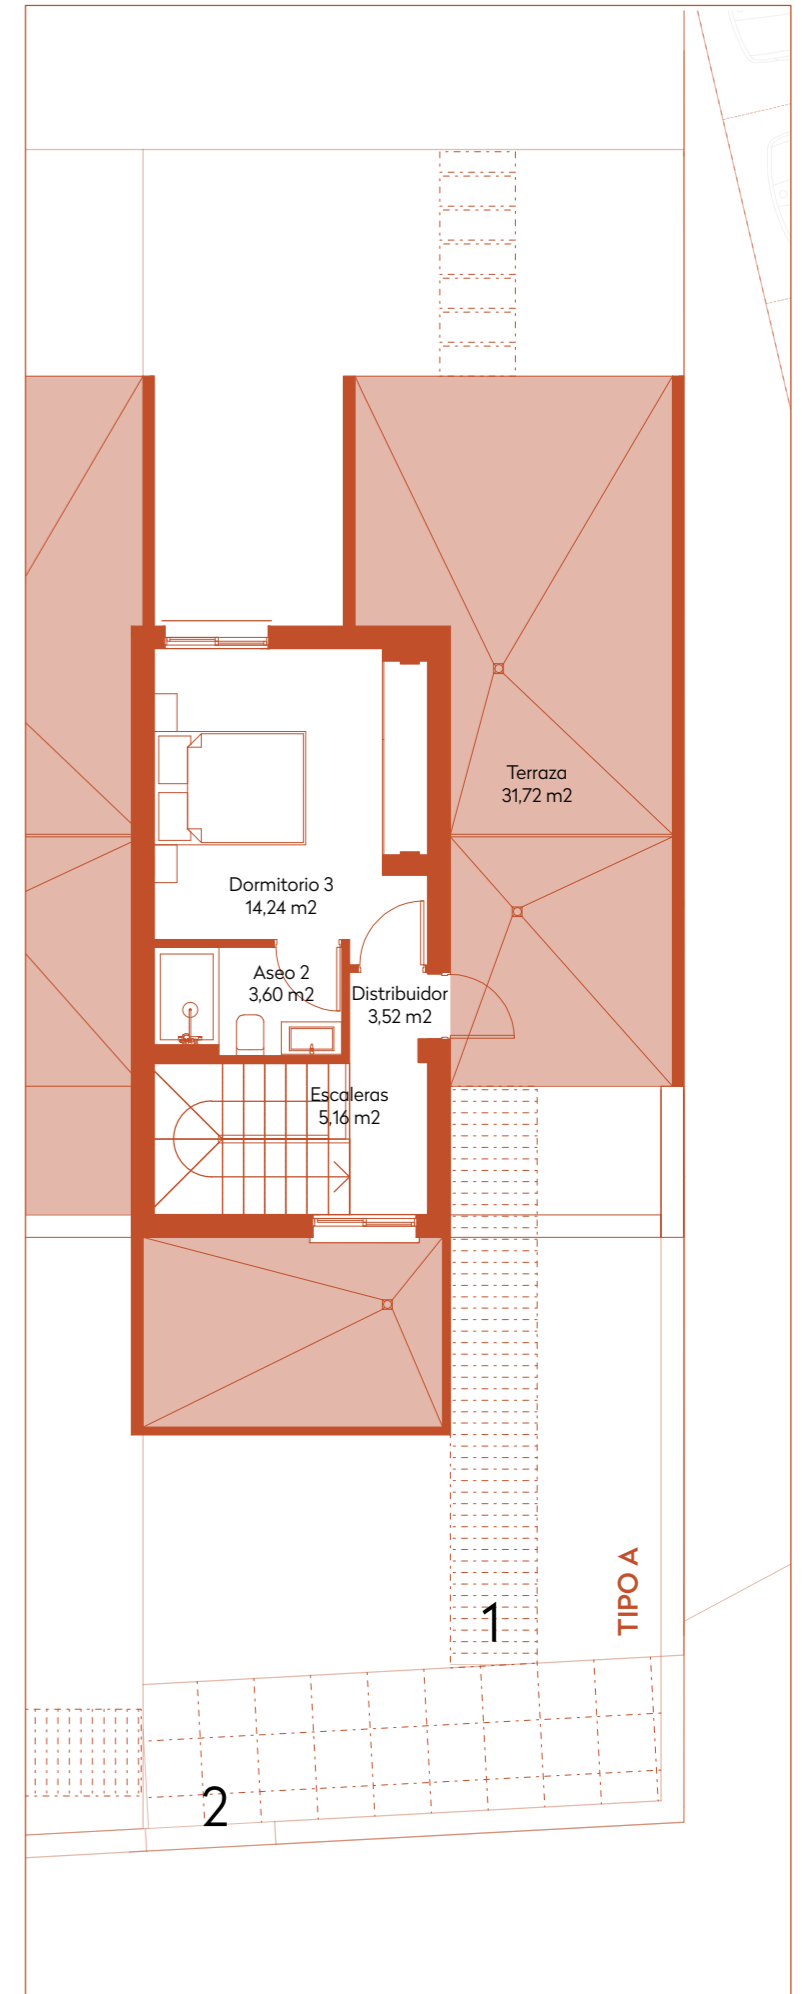 Terraza
31,72 m2
Dormitorio 3
14,24 m2
Aseo 2
3,60 m2
Distribuidor
3,52 m2
Escaleras
5,16 m2
TIPO A
1
2